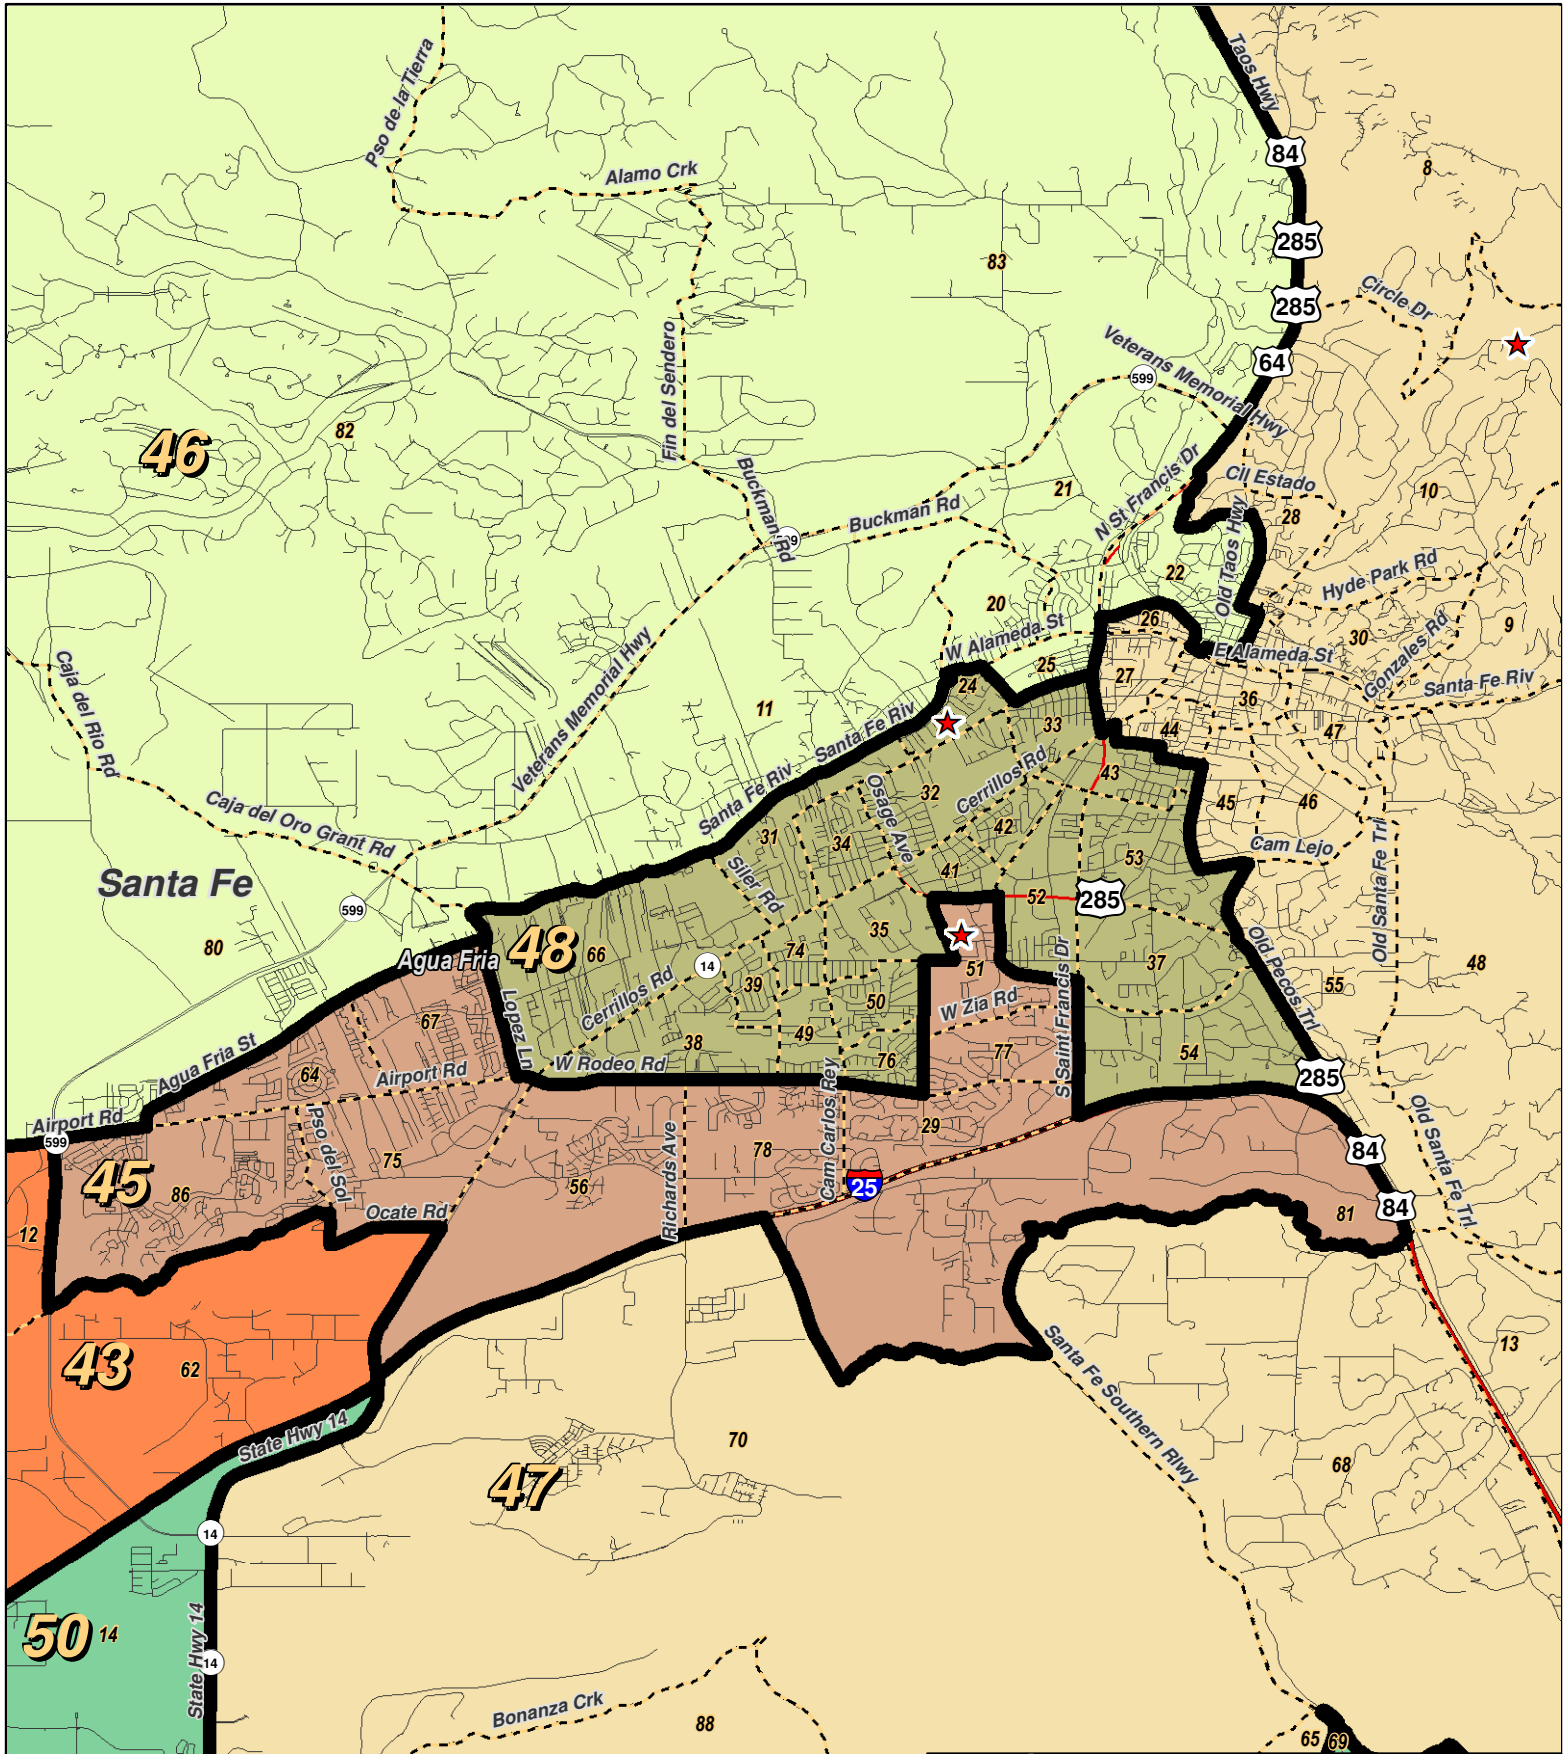 Taos Hwy
Pso de la Tierra
84
8
Alamo Crk
285
83
Circle Dr
285
Fin del Sendero
Veterans Memorial Hwy
64
599
46
82
Cll Estado
10
Buckman Rd
21
N St Francis Dr
28
Buckman Rd
Old Taos Hwy
22
Hyde Park Rd
20
26
30
9
W Alameda St
E Alameda St
Gonzales Rd
25
Caja del Rio Rd
Veterans Memorial Hwy
24
27
36
Santa Fe Riv
11
Santa Fe Riv
33
44
47
Santa Fe Riv
Cerrillos Rd
43
Osage Ave
32
45
46
Caja del Oro Grant Rd
31
34
42
Cam Lejo
Old Santa Fe Trl
53
Siler Rd
41
Santa Fe
599
52
285
35
80
48
66
74
Agua Fria
14
51
37
Old Pecos Trl
48
39
55
Lopez Ln
Cerrillos Rd
50
W Zia Rd
S Saint Francis Dr
67
49
Agua Fria St
38
77
54
76
64
Airport Rd
W Rodeo Rd
285
Cam Carlos Rey
Airport Rd
Pso del Sol
599
29
Old Santa Fe Trl
Richards Ave
78
84
75
45
86
56
25
84
Ocate Rd
81
12
43
62
Santa Fe Southern Rlwy
13
State Hwy 14
70
68
47
14
50
14
State Hwy 14
14
Bonanza Crk
88
65
69